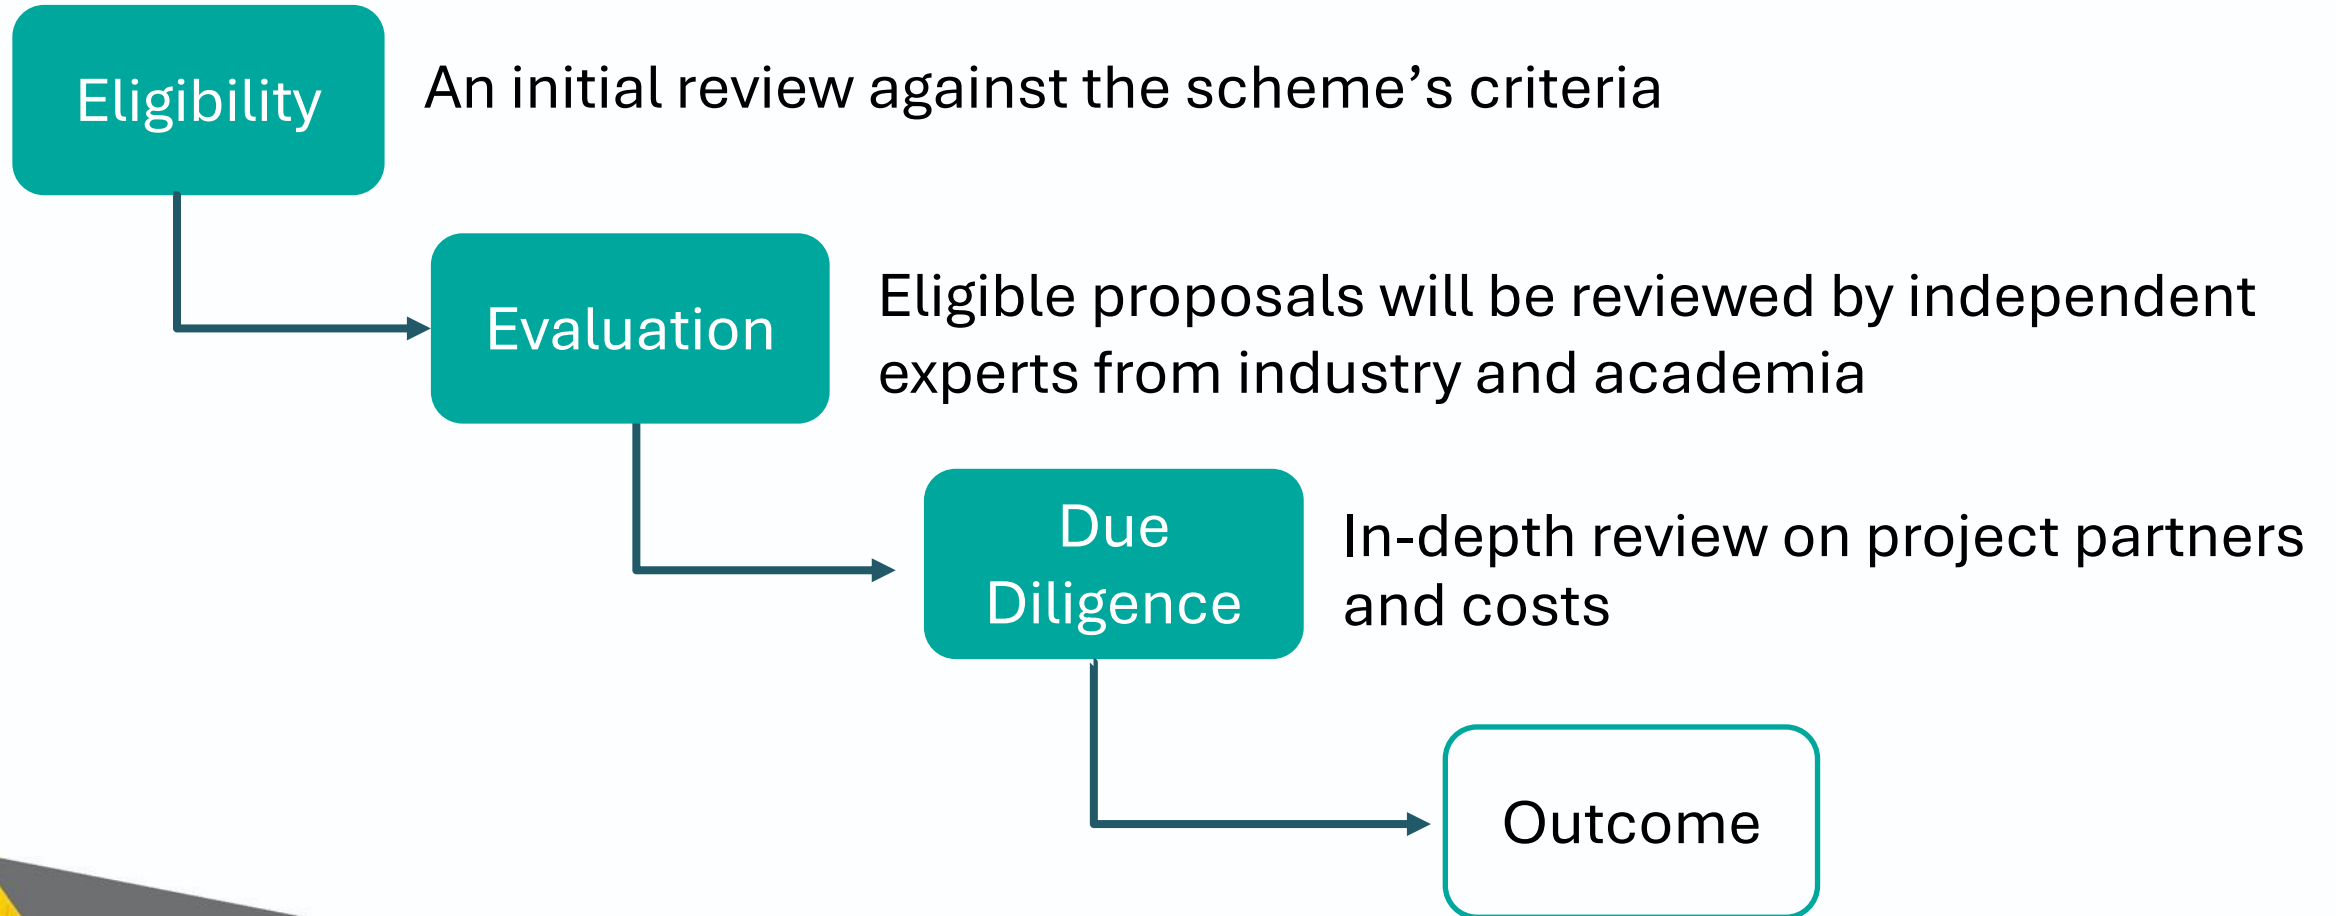 Eligibility
An initial review against the scheme’s criteria
Evaluation
Eligible proposals will be reviewed by independent
experts from industry and academia
Due
Diligence
In-depth review on project partners
and costs
Outcome